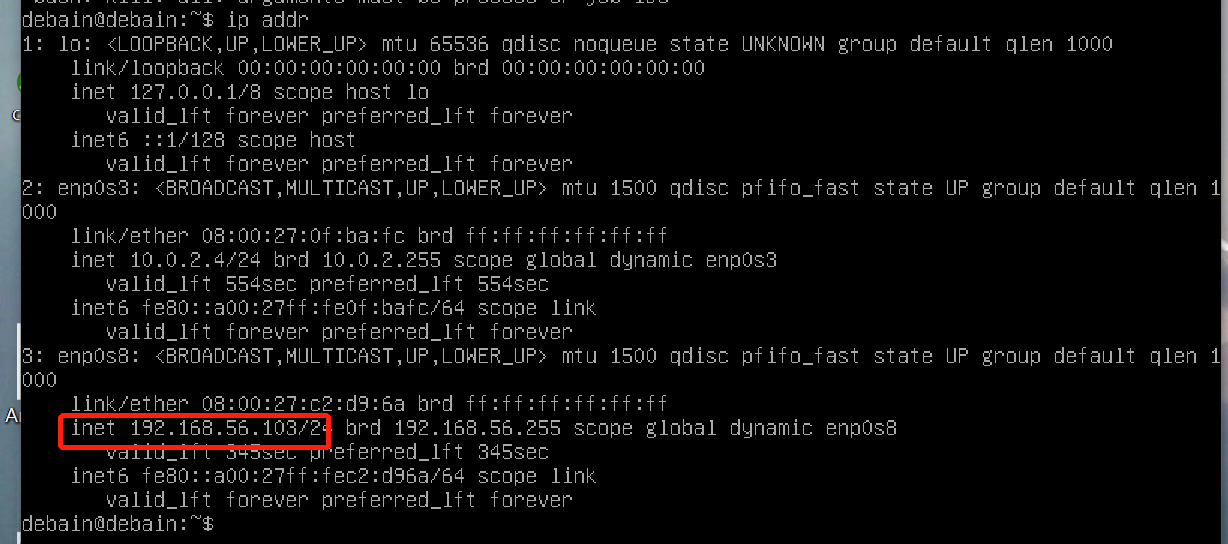 debain@debain:~$ ip addr
1: lo: <LOOPBACK,UP,LOWER_UP> mtu 65536 qdisc noqueue state UNKNOWN group default qlen 1000
link/loopback 00:00:00:00:00:00 brd 00:00:00:00:00:00
inet 127.0.0.1/8 scope host lo
valid_lft forever preferred_lft forever
inet6 ::1/128 scope host
valid_lft forever preferred_lft forever
2: enp0s3: <BROADCAST,MULTICAST,UP,LOWER_UP> mtu 1500 qdisc pfifo_fast state UP group default qlen 1
000
link/ether 08:00:27:0f:ba:fc brd ff:ff:ff:ff:ff:ff
inet 10.0.2.4/24 brd 10.0.2.255 scope global dynamic enp0s3
valid_lft 554sec preferred_lft 554sec
inet6 fe80::a00:27ff:fe0f:bafc/64 scope link
valid_lft forever preferred_lft forever
3: enp0s8: <BROADCAST,MULTICAST,UP,LOWER_UP> mtu 1500 qdisc pfifo_fast state UP group default qlen 1
000
link/ether 08:00:27:c2:d9:6a brd ff:ff:ff:ff:ff:ff
inet 192.168.56.103/24 brd 192.168.56.255 scope global dynamic enp0s8
valid_lft 345sec preferred_lft 345sec
inet6 fe80::a00:27ff:fec2:d96a/64 scope link
valid_lft forever preferred_lft forever
debain@debain:~$